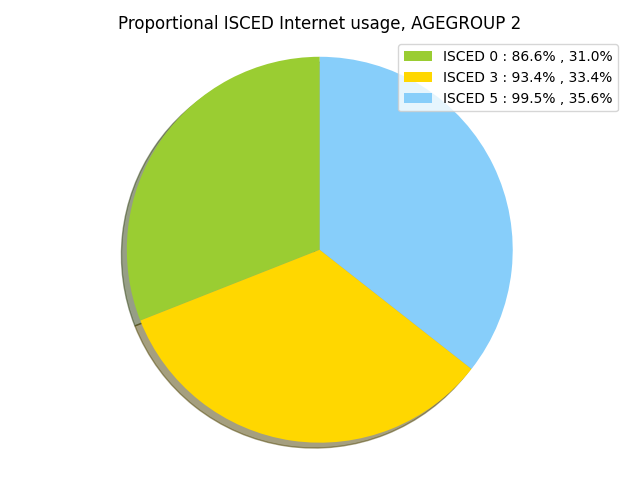 Proportional ISCED Internet usage, AGEGROUP 2
ISCED 0 : 86.6% , 31.0%
ISCED 3 : 93.4% , 33.4%
ISCED 5 : 99.5% , 35.6%